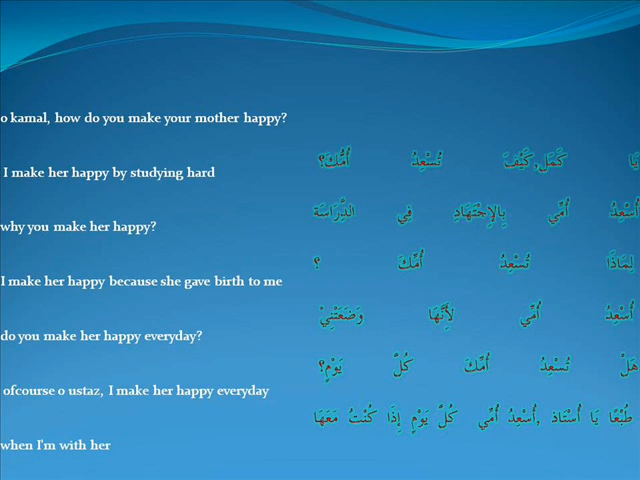 o kamal, how do you make your mother happy?
I make her happy by studying hard
why you make her happy?
I make her happy because she gave birth to me
do you make her happy everyday?
ofcourse o ustaz, I make her happy everyday
when I'm with her
يَا كَمَل,كَيْفَ تُسْعِدُ أُمُّكَ؟
أُسْعِدُ أُمِّي بِالإِجْتِهَادِ فِي الدِّرَاسَة
لِمَاذَا تُسْعِدُ أُمِّكَ ؟
أُسْعِدُ أُمِّي لِأَنَّهَا وَضَعَتْنِيْ
هَلْ تُسْعِدُ أُمِّكَ كُلَّ يَوْمٍ؟
طُبْعًا يَا أُسْتَاذ ,أُسْعِدُ أُمِّي كُلَّ يَوْمٍ إِذَا كُنْتُ مَعَهَا